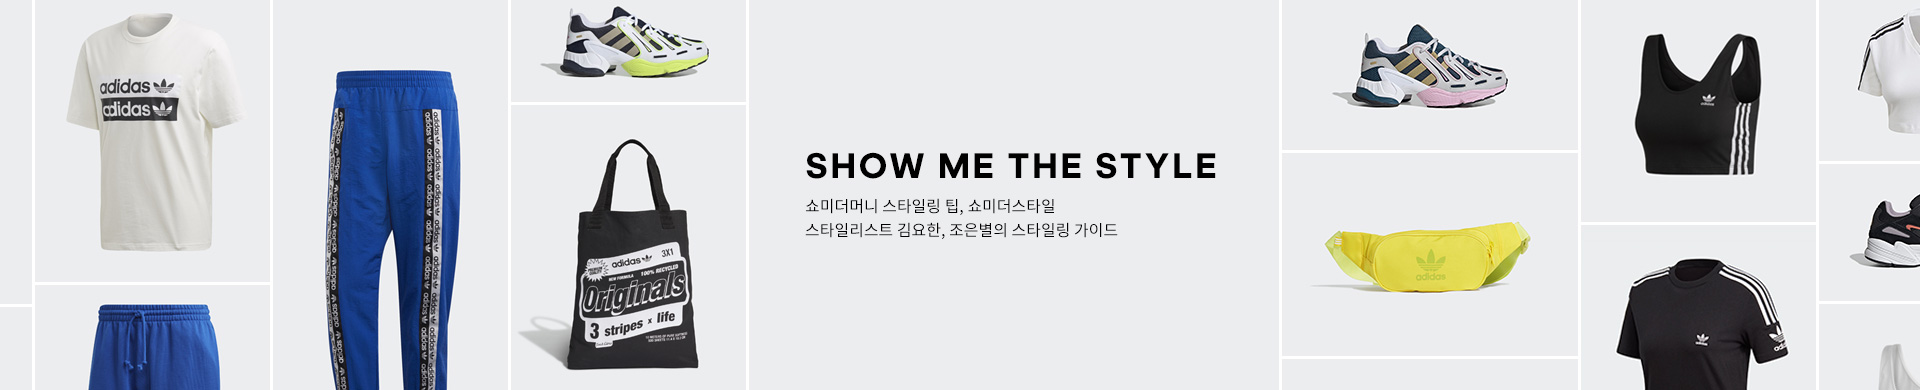 adidas
adidas
SHOW ME THE STYLE
쇼미더머니 스타일링 팁, 쇼미더스타일
스타일리스트 김요한, 조은별의 스타일링 가이드
adidas 3X1
NEW FORMULA 100% RECYCLED
Originals
3 stripes x life
adidas
adidas